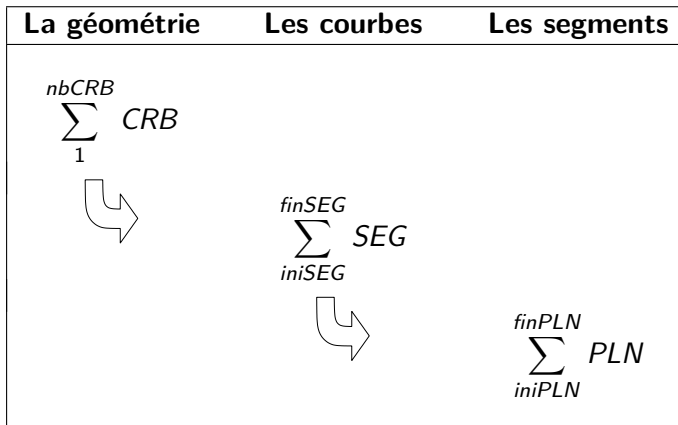 La géométrie Les courbes Les segments
nbCRB
∑ CRB
1
finSEG
∑ SEG
iniSEG
finPLN
∑ PLN
iniPLN